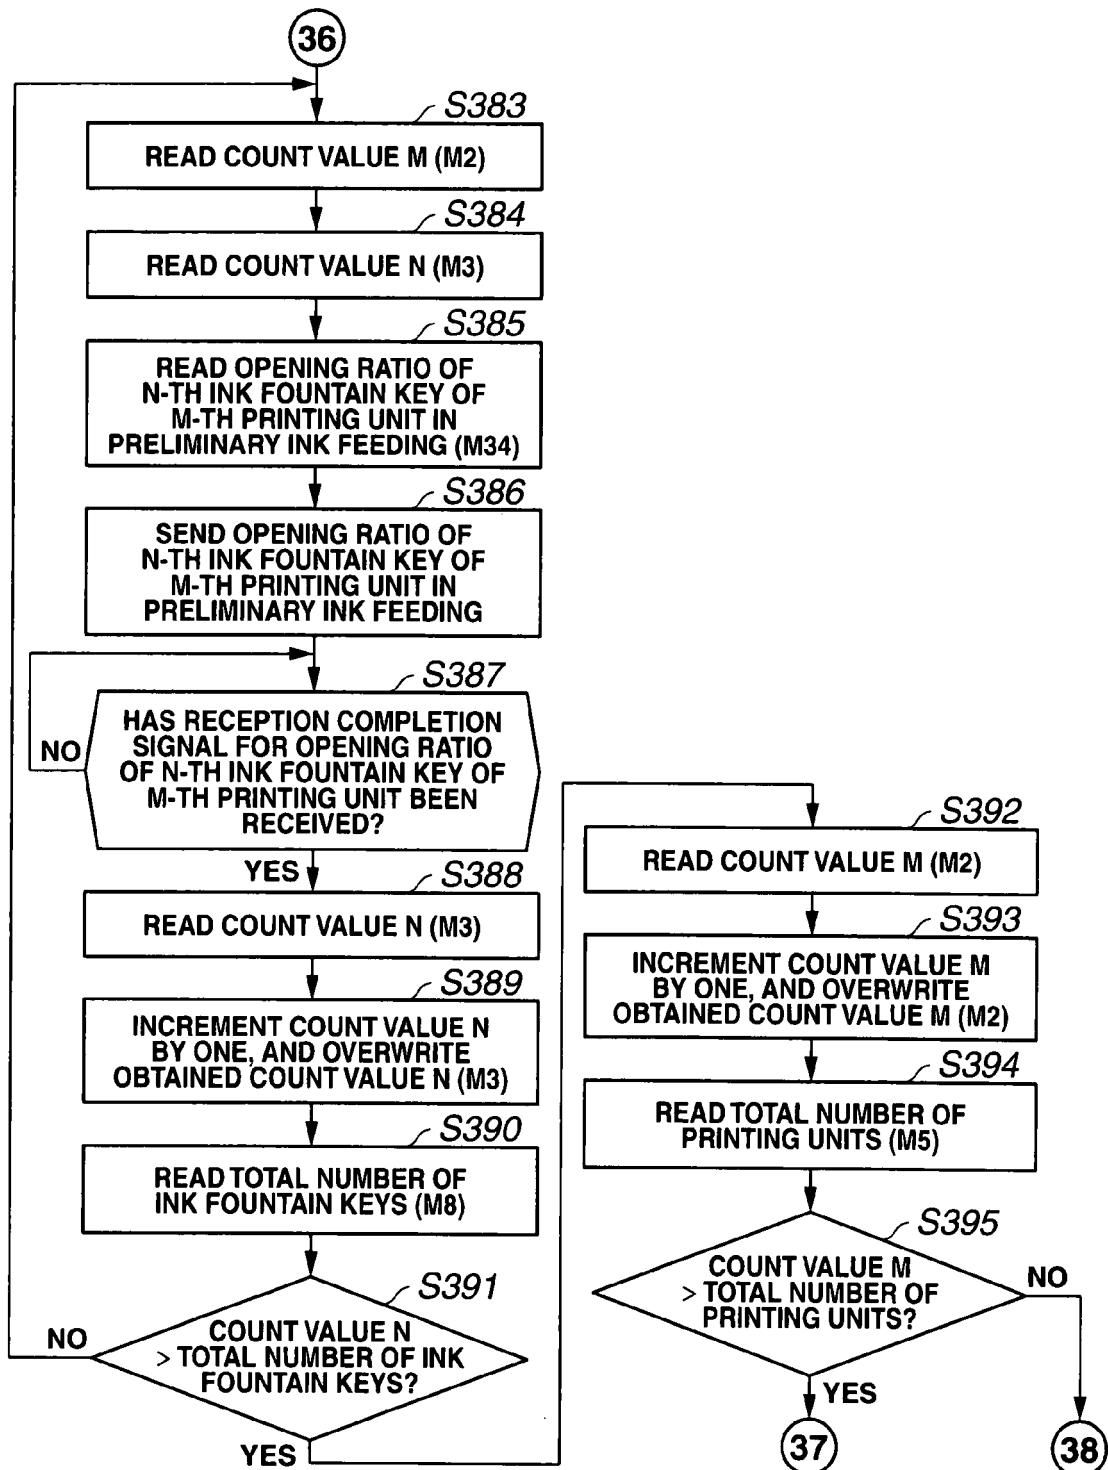 36
S383
READ COUNT VALUE M (M2)
S384
READ COUNT VALUE N (M3)
S385
READ OPENING RATIO OF
N-TH INK FOUNTAIN KEY OF
M-TH PRINTING UNIT IN
PRELIMINARY INK FEEDING (M34)
S386
SEND OPENING RATIO OF
N-TH INK FOUNTAIN KEY OF
M-TH PRINTING UNIT IN
PRELIMINARY INK FEEDING
S387
HAS RECEPTION COMPLETION
SIGNAL FOR OPENING RATIO
OF N-TH INK FOUNTAIN KEY OF
M-TH PRINTING UNIT BEEN
RECEIVED?
NO
YES
S388
READ COUNT VALUE N (M3)
S389
INCREMENT COUNT VALUE N
BY ONE, AND OVERWRITE
OBTAINED COUNT VALUE N (M3)
S390
READ TOTAL NUMBER OF
INK FOUNTAIN KEYS (M8)
S391
COUNT VALUE N
> TOTAL NUMBER OF INK
FOUNTAIN KEYS?
NO
YES
S392
READ COUNT VALUE M (M2)
S393
INCREMENT COUNT VALUE M
BY ONE, AND OVERWRITE
OBTAINED COUNT VALUE M (M2)
S394
READ TOTAL NUMBER OF
PRINTING UNITS (M5)
S395
COUNT VALUE M
> TOTAL NUMBER OF
PRINTING UNITS?
NO
YES
37
38